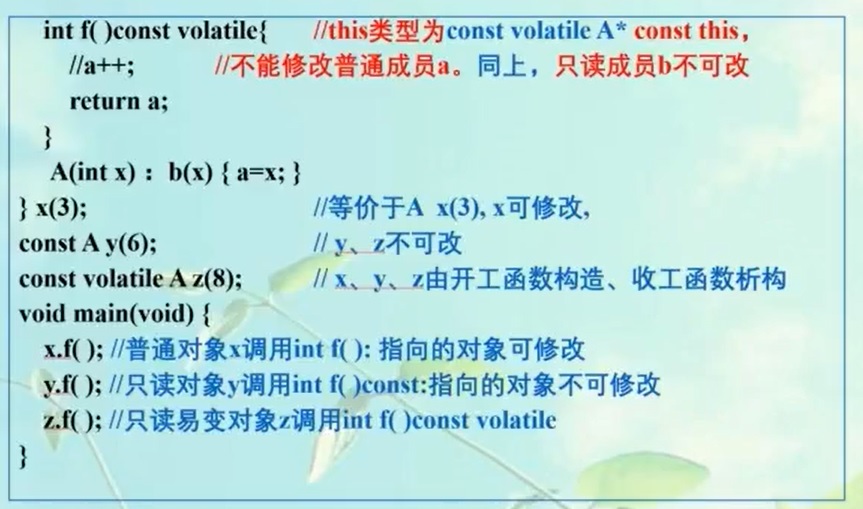 int f( )const volatile{ //this类型为const volatile A* const this，
//a++; //不能修改普通成员a。同上，只读成员b不可改
return a;
}
A(int x)：b(x) { a=x; }
} x(3); //等价于A x(3), x可修改,
const A y(6); // y、z不可改
const volatile A z(8); // x、y、z由开工函数构造、收工函数析构
void main(void) {
x.f( ); //普通对象x调用int f( ): 指向的对象可修改
y.f( ); //只读对象y调用int f( )const:指向的对象不可修改
z.f( ); //只读易变对象z调用int f( )const volatile
}